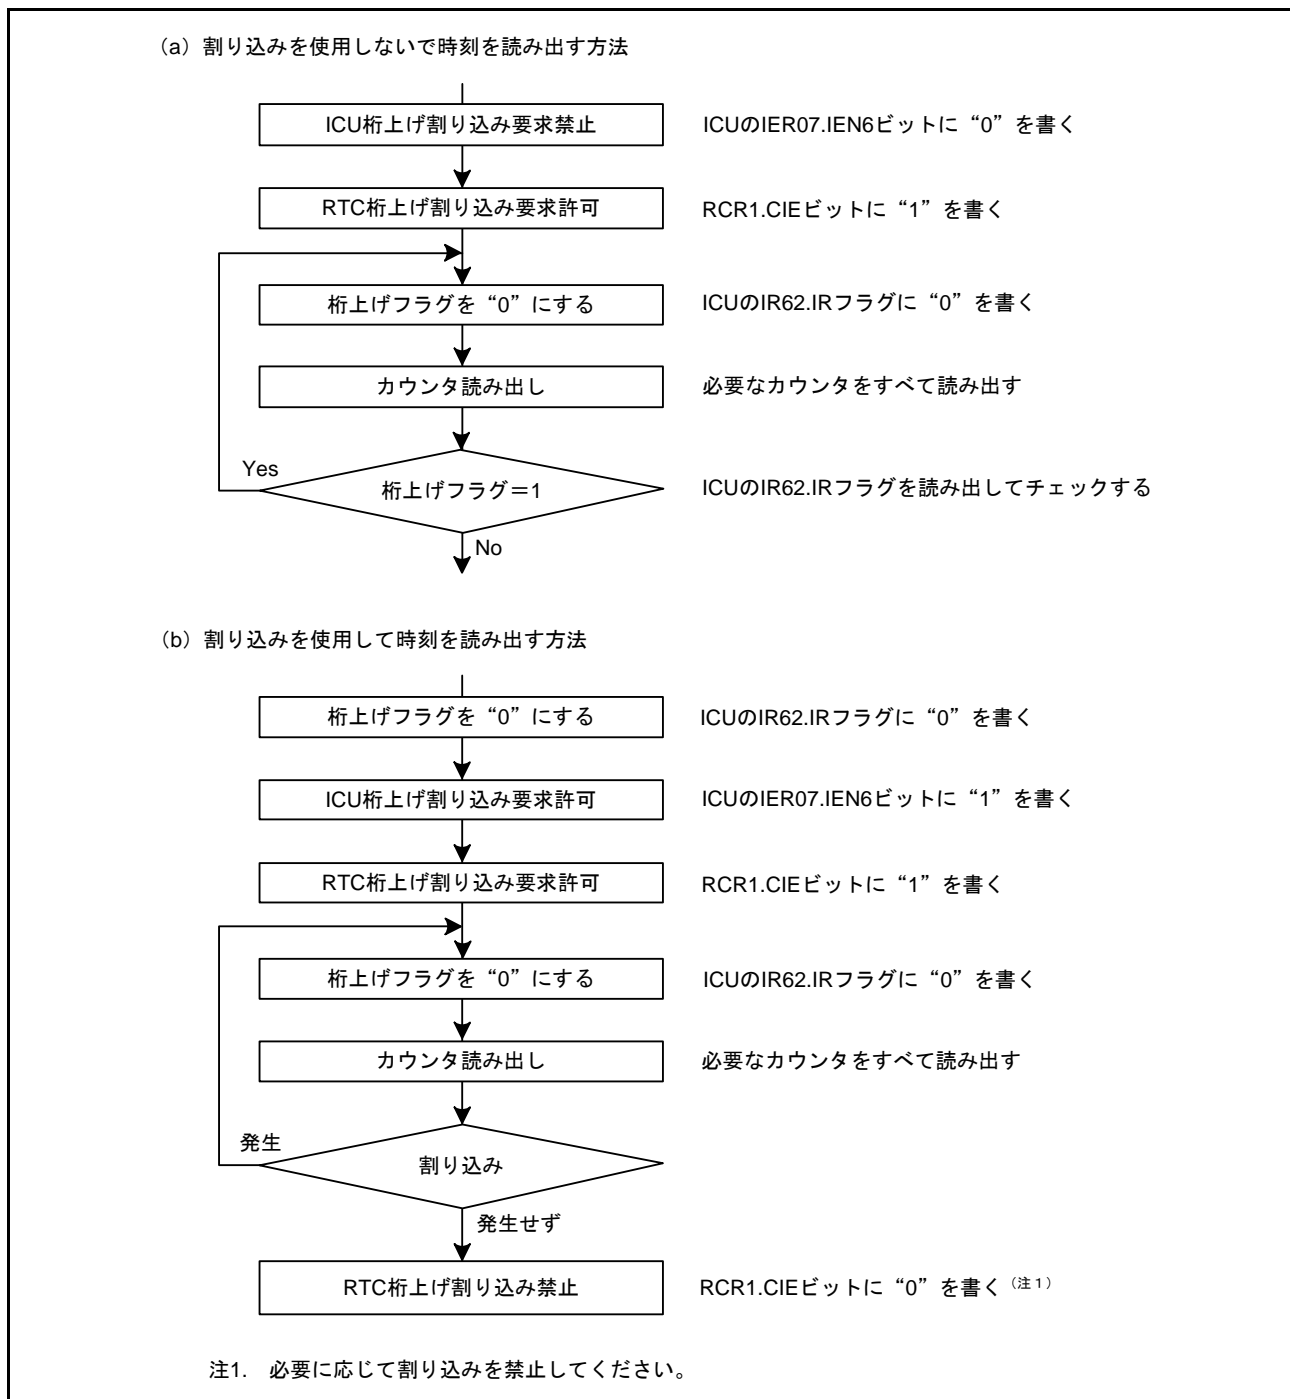 (a) 割り込みを使用しないで時刻を読み出す方法
ICU桁上げ割り込み要求禁止
ICUのIER07.IEN6ビットに“0”を書く
RTC桁上げ割り込み要求許可
RCR1.CIEビットに“1”を書く
桁上げフラグを“0”にする
ICUのIR62.IRフラグに“0”を書く
カウンタ読み出し
必要なカウンタをすべて読み出す
Yes
桁上げフラグ＝1
ICUのIR62.IRフラグを読み出してチェックする
No
(b) 割り込みを使用して時刻を読み出す方法
桁上げフラグを“0”にする
ICUのIR62.IRフラグに“0”を書く
ICU桁上げ割り込み要求許可
ICUのIER07.IEN6ビットに“1”を書く
RTC桁上げ割り込み要求許可
RCR1.CIEビットに“1”を書く
桁上げフラグを“0”にする
ICUのIR62.IRフラグに“0”を書く
カウンタ読み出し
必要なカウンタをすべて読み出す
発生
割り込み
発生せず
RTC桁上げ割り込み禁止
RCR1.CIEビットに“0”を書く（注１）
注1. 必要に応じて割り込みを禁止してください。